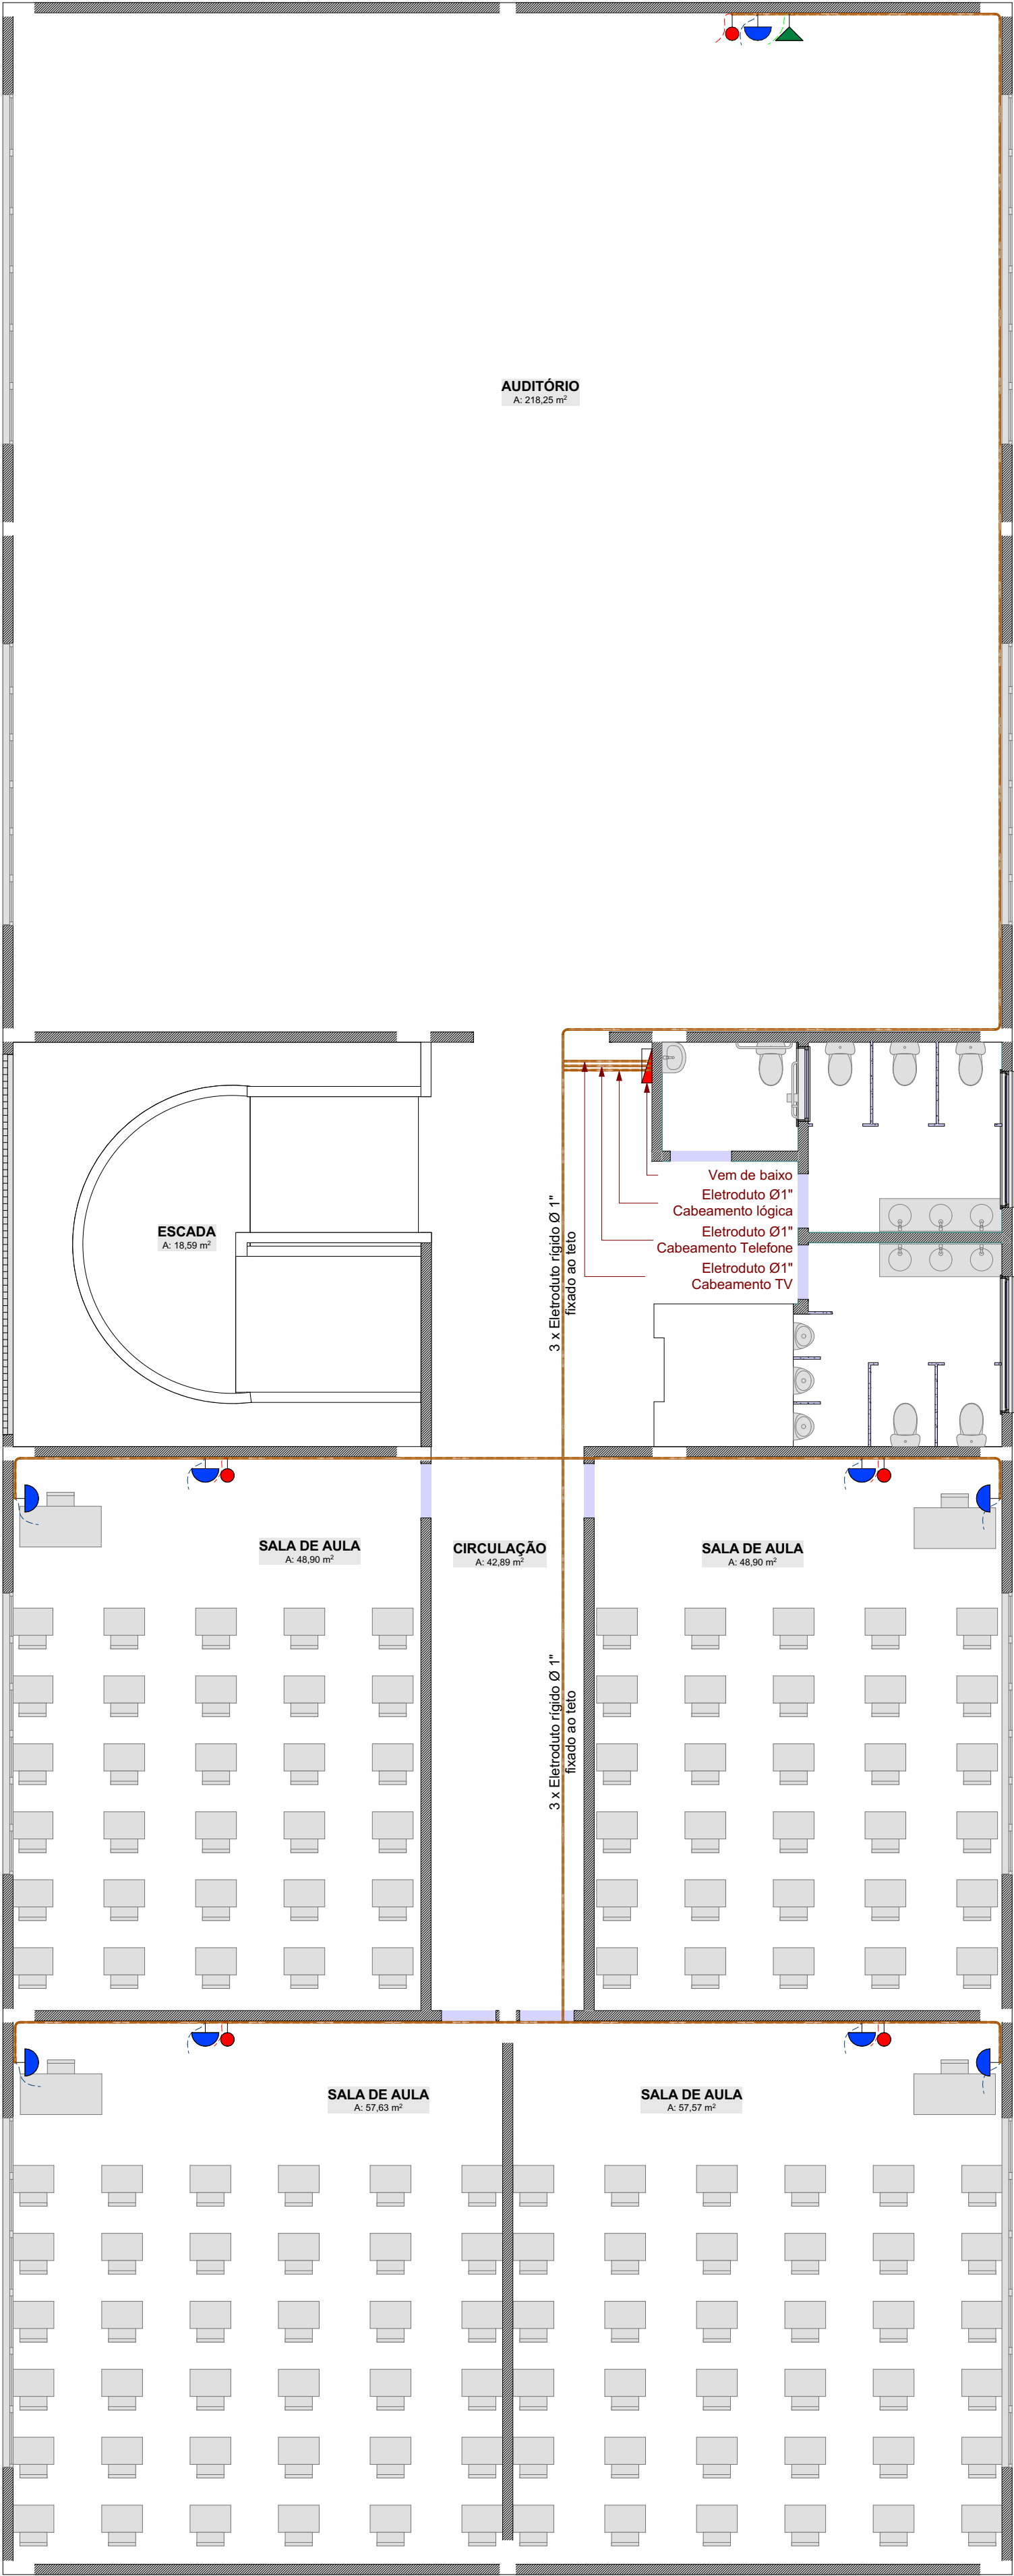 AUDITÓRIO
A: 218,25 m²
Vem de baixo
Eletroduto Ø1"
Cabeamento lógica
Eletroduto Ø1"
Cabeamento Telefone
Eletroduto Ø1"
Cabeamento TV
3 x Eletroduto rígido Ø 1"
fixado ao teto
ESCADA
A: 18,59 m²
SALA DE AULA
A: 48,90 m²
CIRCULAÇÃO
A: 42,89 m²
SALA DE AULA
A: 48,90 m²
3 x Eletroduto rígido Ø 1"
fixado ao teto
SALA DE AULA
A: 57,63 m²
SALA DE AULA
A: 57,57 m²